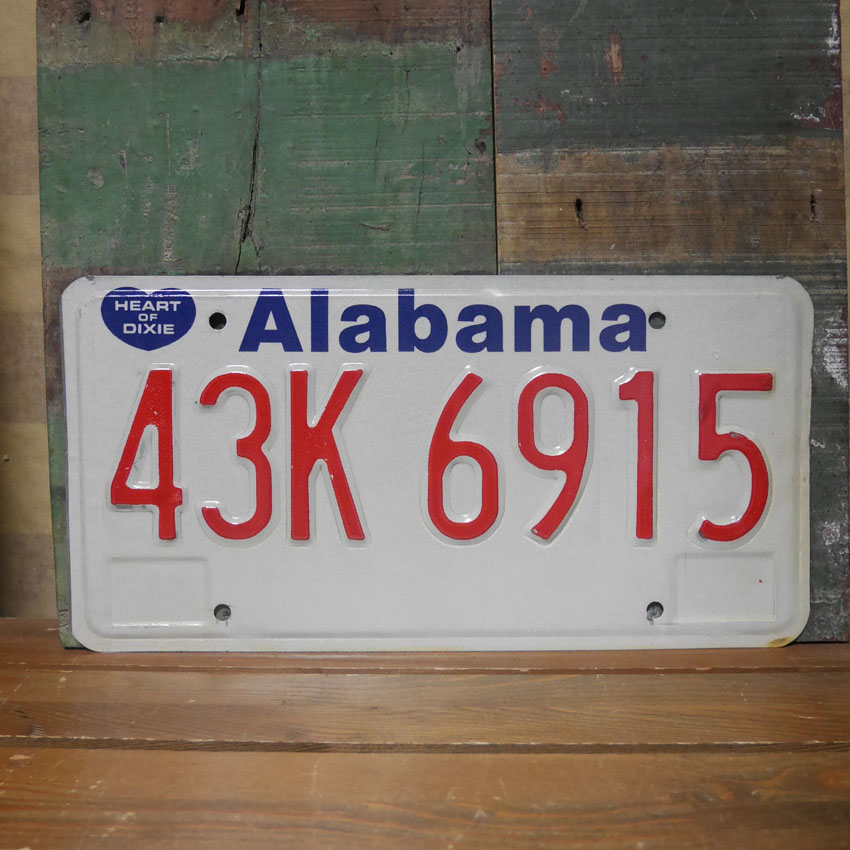 HEART
OF
DIXIE
Alabama
43K 6915